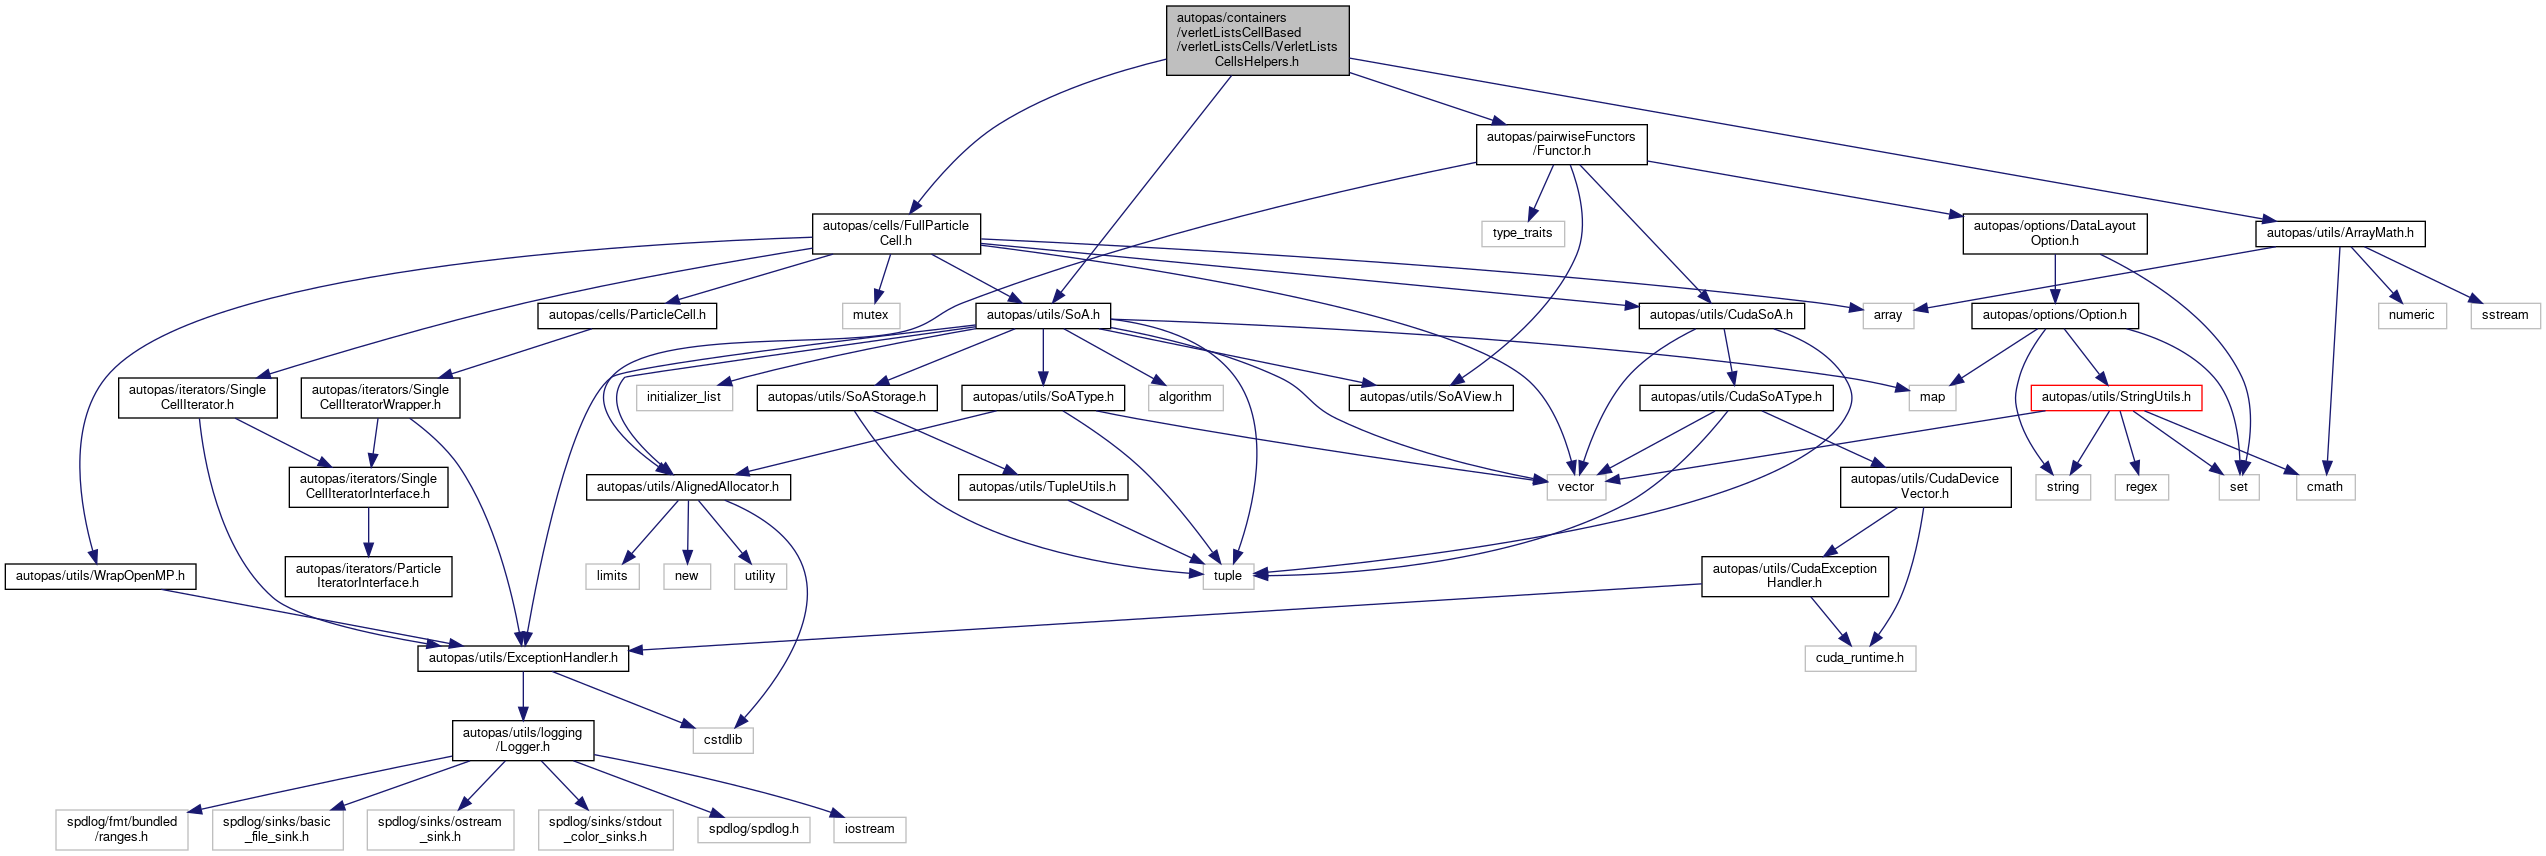 autopas/containers
/verletListsCellBased
/verletListsCells/VerletLists
CellsHelpers.h
autopas/pairwiseFunctors
/Functor.h
autopas/cells/FullParticle
Cell.h
type_traits
autopas/options/DataLayout
Option.h
autopas/utils/ArrayMath.h
autopas/cells/ParticleCell.h
mutex
autopas/utils/SoA.h
autopas/utils/CudaSoA.h
array
autopas/options/Option.h
numeric
sstream
autopas/iterators/Single
CellIterator.h
autopas/iterators/Single
CellIteratorWrapper.h
initializer_list
autopas/utils/SoAStorage.h
autopas/utils/SoAType.h
algorithm
autopas/utils/SoAView.h
autopas/utils/CudaSoAType.h
map
autopas/utils/StringUtils.h
autopas/iterators/Single
CellIteratorInterface.h
autopas/utils/AlignedAllocator.h
autopas/utils/TupleUtils.h
vector
autopas/utils/CudaDevice
Vector.h
string
regex
set
cmath
autopas/utils/WrapOpenMP.h
autopas/iterators/Particle
IteratorInterface.h
limits
new
utility
tuple
autopas/utils/CudaException
Handler.h
autopas/utils/ExceptionHandler.h
cuda_runtime.h
autopas/utils/logging
/Logger.h
cstdlib
spdlog/fmt/bundled
/ranges.h
spdlog/sinks/basic
_file_sink.h
spdlog/sinks/ostream
_sink.h
spdlog/sinks/stdout
_color_sinks.h
spdlog/spdlog.h
iostream